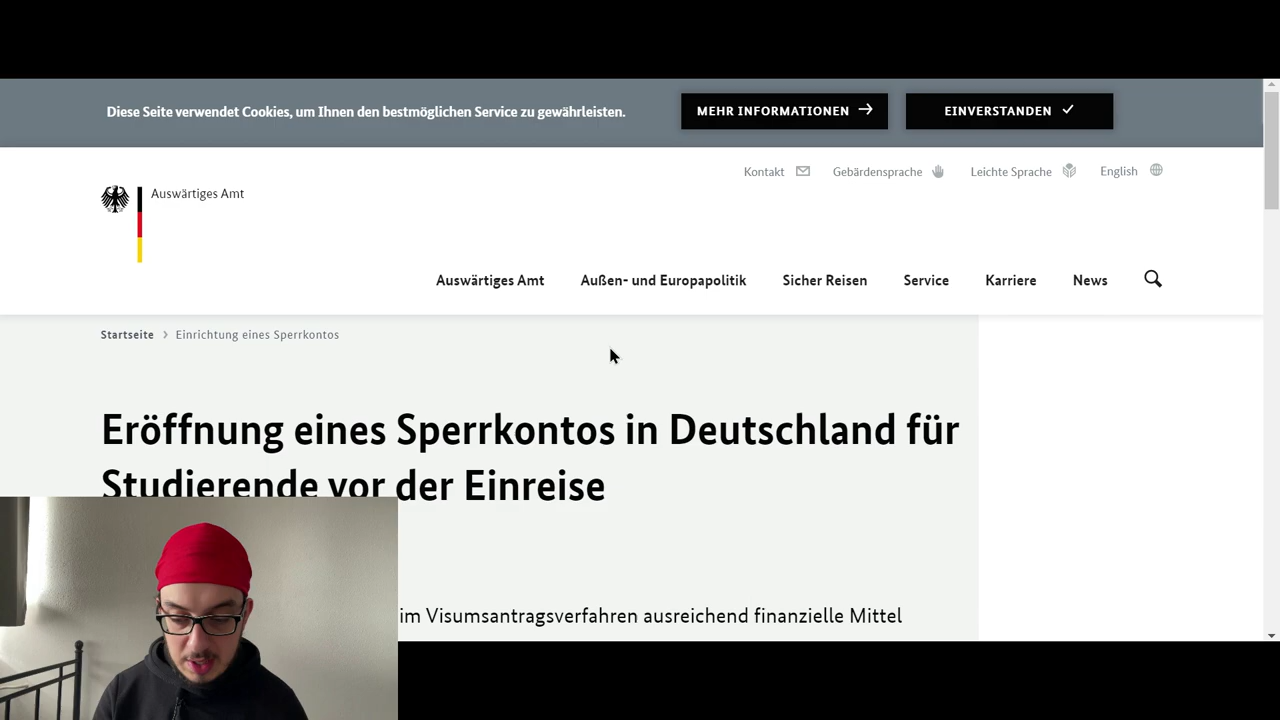 Diese Seite verwendet Cookies, um Ihnen den bestmöglichen Service zu gewährleisten.
MEHR INFORMATIONEN
EINVERSTANDEN
Kontakt
Gebärdensprache
Leichte Sprache
English
Auswärtiges Amt
Auswärtiges Amt
Außen- und Europapolitik
Sicher Reisen
Service
Karriere
News
Startseite
Einrichtung eines Sperrkontos
Eröffnung eines Sperrkontos in Deutschland für
Studierende vor der Einreise
im Visumsantragsverfahren ausreichend finanzielle Mittel